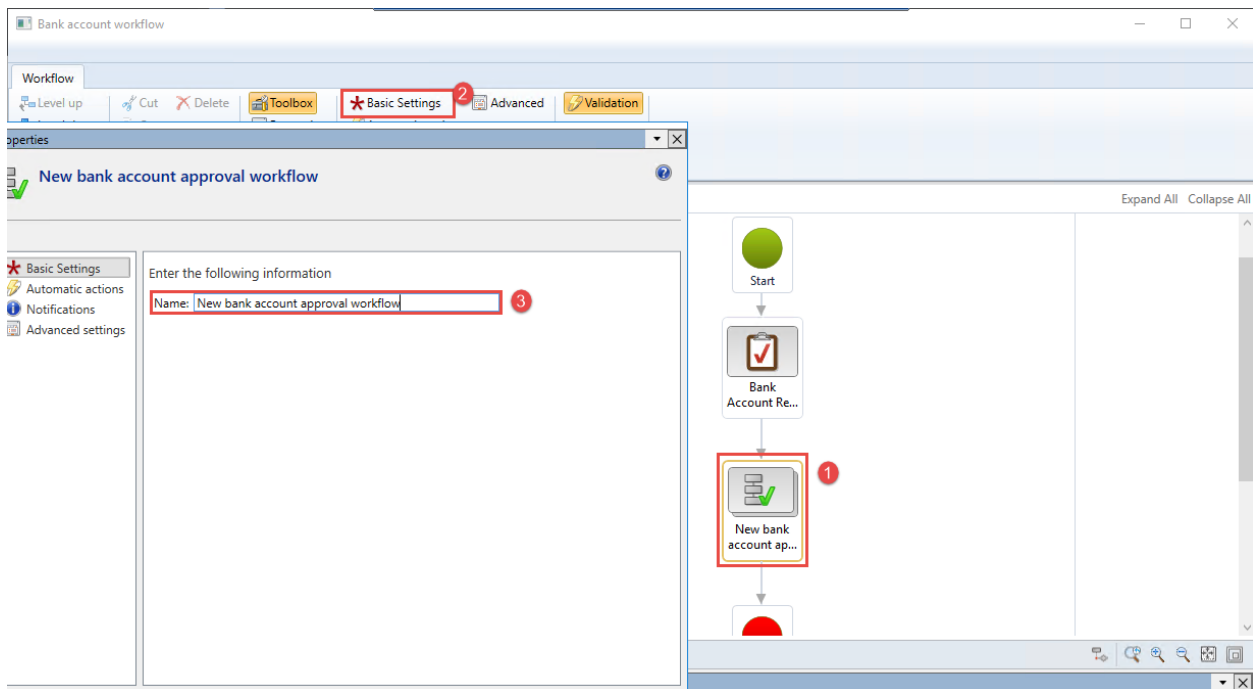 Bank account workflow
Workflow
Level up
Cut
Delete
Toolbox
Basic Settings
2
Advanced
Validation
operties
New bank account approval workflow
Expand All Collapse All
Basic Settings
Automatic actions
Notifications
Advanced settings
Enter the following information
Name: New bank account approval workflow
3
Start
Bank
Account Re...
1
New bank
account ap...